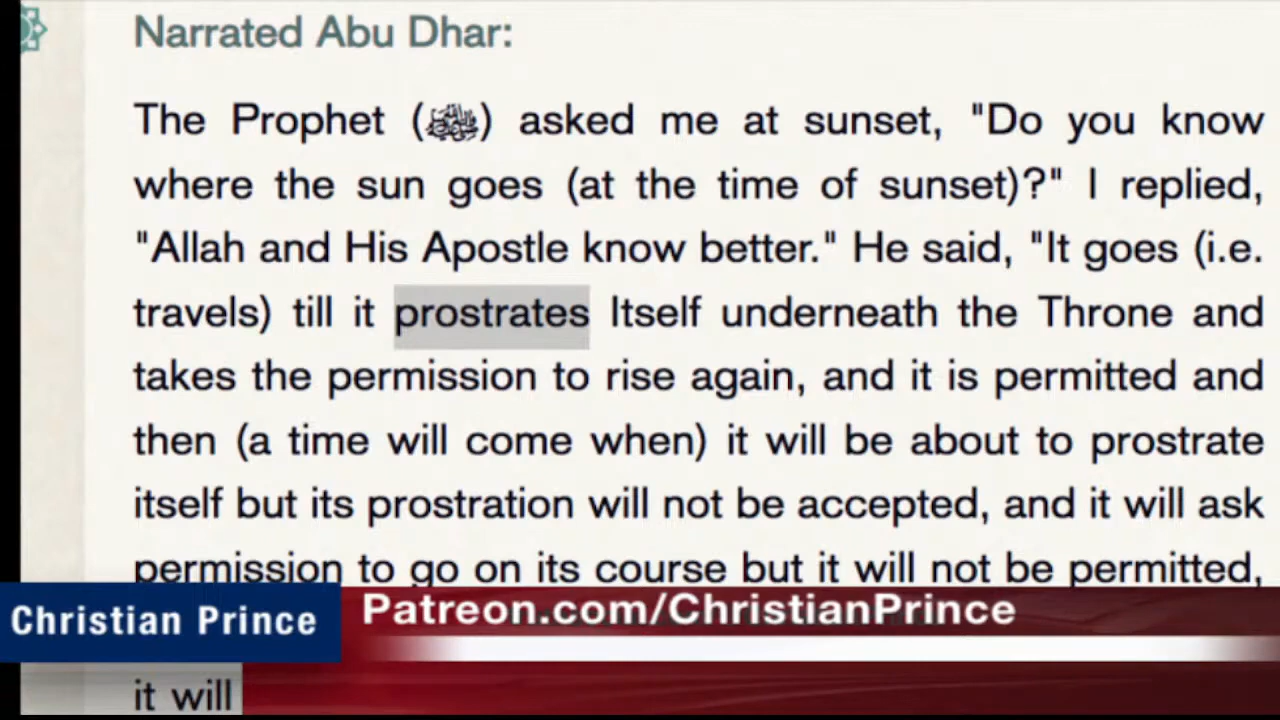 Narrated Abu Dhar:
The Prophet (ﷺ) asked me at sunset, "Do you know
where the sun goes (at the time of sunset)?" I replied,
"Allah and His Apostle know better." He said, "It goes (i.e.
travels) till it prostrates Itself underneath the Throne and
takes the permission to rise again, and it is permitted and
then (a time will come when) it will be about to prostrate
itself but its prostration will not be accepted, and it will ask
permission to go on its course but it will not be permitted,
Christian Prince
Patreon.com/ChristianPrince
it will